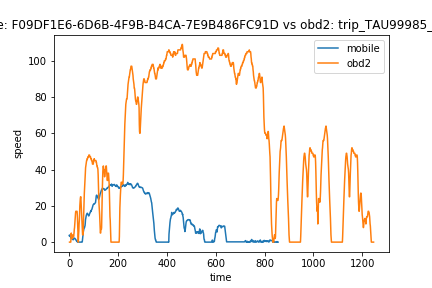 e: F09DF1E6-6D6B-4F9B-B4CA-7E9B486FC91D vs obd2: trip_TAU99985_
mobile
obd2
100
80
60
40
20
0
speed
0 200 400 600 800 1000 1200
time